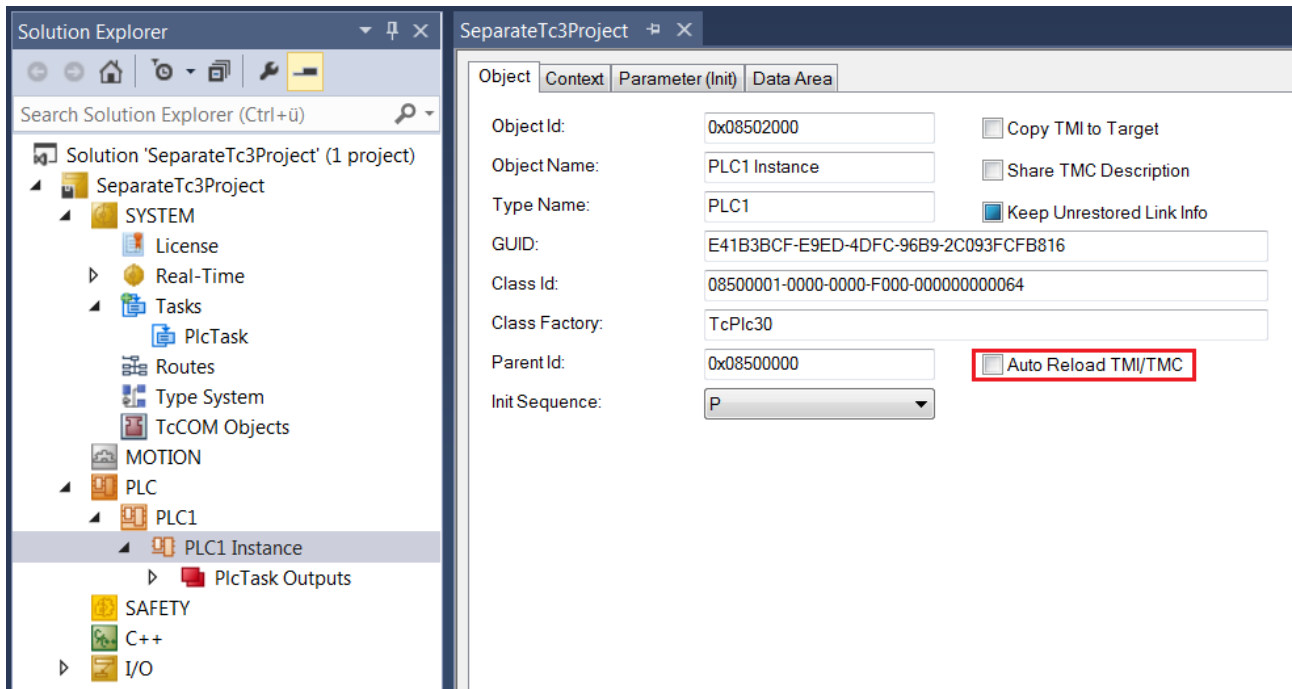 Solution Explorer
Search Solution Explorer (Ctrl+ü)
Solution 'SeparateTc3Project' (1 project)
SeparateTc3Project
SYSTEM
License
Real-Time
Tasks
PlcTask
Routes
Type System
TcCOM Objects
MOTION
PLC
PLC1
PLC1 Instance
PlcTask Outputs
SAFETY
C++
I/O
SeparateTc3Project
Object Context Parameter (Init) Data Area
Object Id: 0x08502000 Copy TMI to Target
Object Name: PLC1 Instance Share TMC Description
Type Name: PLC1 Keep Unrestored Link Info
GUID: E41B3BCF-E9ED-4DFC-96B9-2C093FCFB816
Class Id: 08500001-0000-0000-F000-000000000064
Class Factory: TcPlc30
Parent Id: 0x08500000 Auto Reload TMI/TMC
Init Sequence: P